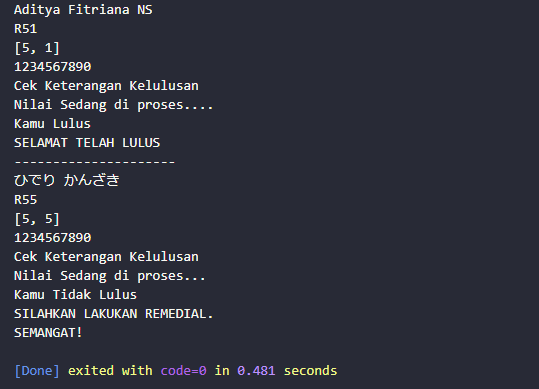 Aditya Fitriana NS
R51
[5, 1]
1234567890
Cek Keterangan Kelulusan
Nilai Sedang di proses....
Kamu Lulus
SELAMAT TELAH LULUS
---------------------
ひでり かんざき
R55
[5, 5]
1234567890
Cek Keterangan Kelulusan
Nilai Sedang di proses...
Kamu Tidak Lulus
SILAHKAN LAKUKAN REMEDIAL.
SEMANGAT!
[Done] exited with code=0 in 0.481 seconds